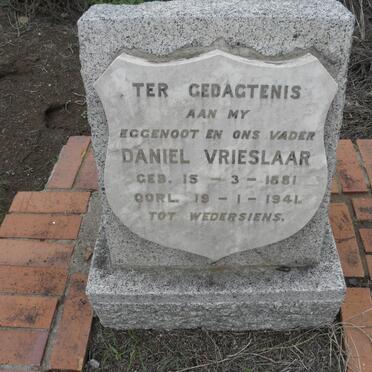 TER GEDAGTENIS
AAN MY
EGGENOOT EN ONS VADER
DANIEL VRIESLAAR
GEB. 15 - 3 - 1881
OORL. 19 - 1 - 1941.
TOT WEDERSIENS.